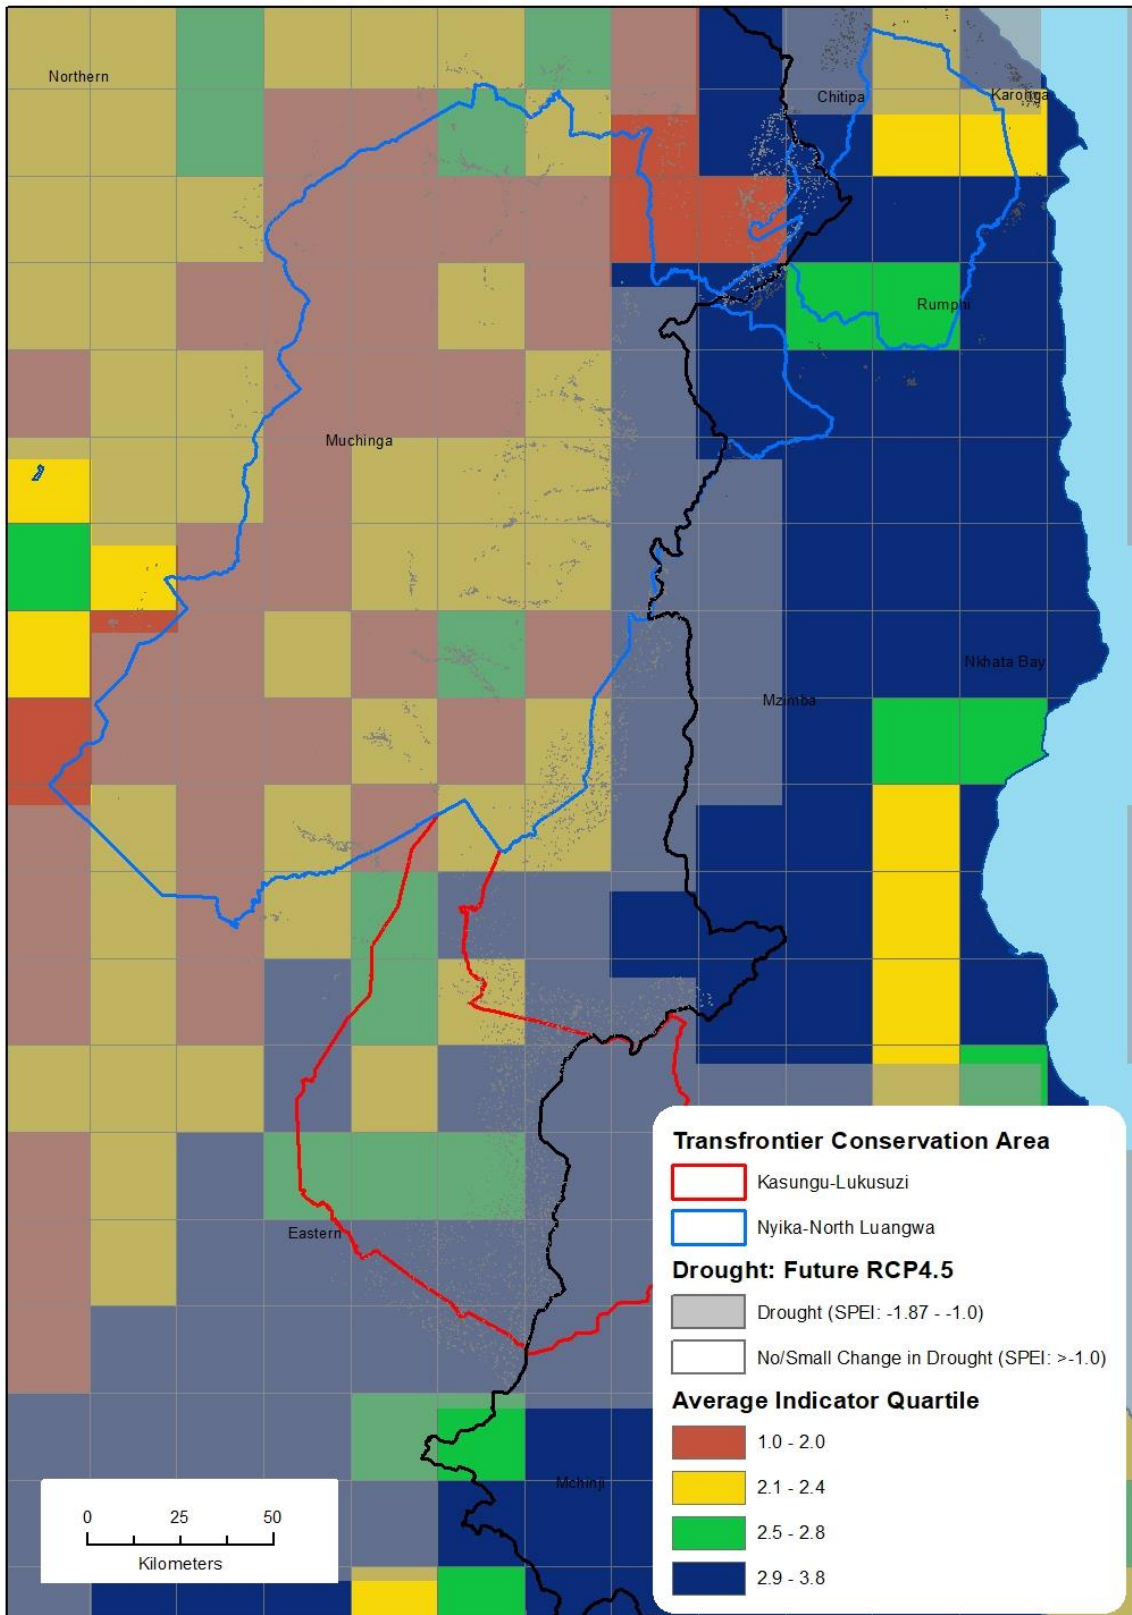 Northern
Chitipa
Karonga
Rumphi
Muchinga
Nkhata Bay
Mzimba
Eastern
Mchinji
Transfrontier Conservation Area
Kasungu-Lukusuzi
Nyika-North Luangwa
Drought: Future RCP4.5
Drought (SPEI: -1.87 - -1.0)
No/Small Change in Drought (SPEI: >-1.0)
Average Indicator Quartile
1.0 - 2.0
2.1 - 2.4
2.5 - 2.8
2.9 - 3.8
0 25 50
Kilometers